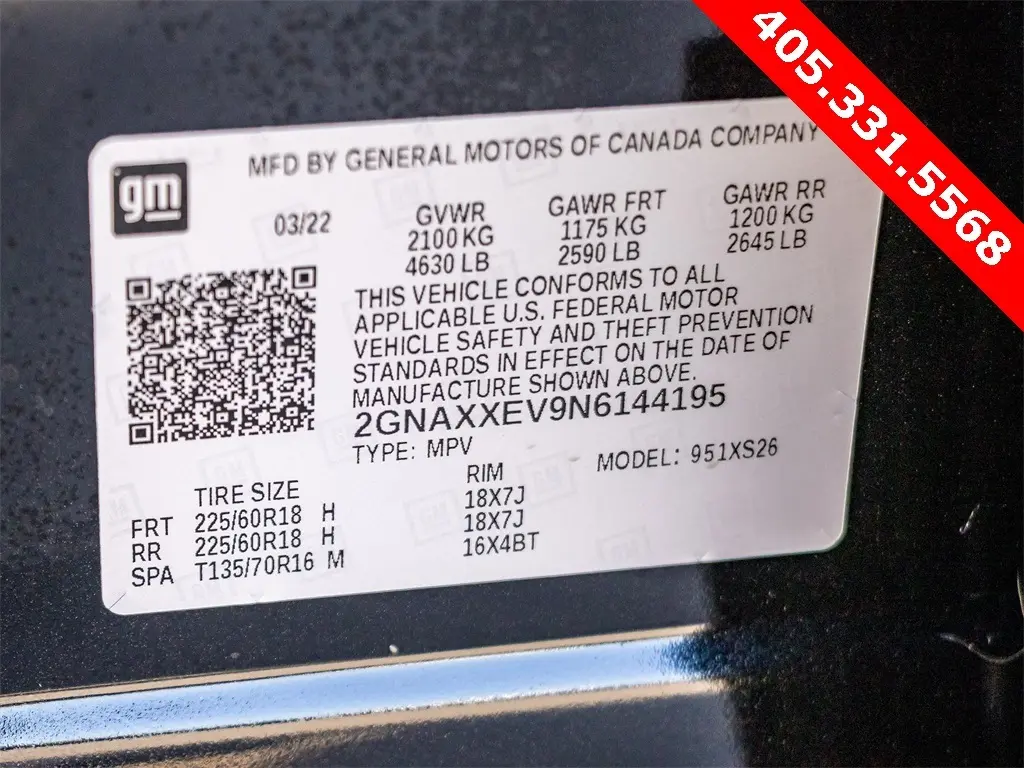 405.331.5568
MFD BY GENERAL MOTORS OF CANADA COMPANY
gm
03/22
GVWR GAWR FRT GAWR RR
2100 KG 1175 KG 1200 KG
4630 LB 2590 LB 2645 LB
THIS VEHICLE CONFORMS TO ALL
APPLICABLE U.S. FEDERAL MOTOR
VEHICLE SAFETY AND THEFT PREVENTION
STANDARDS IN EFFECT ON THE DATE OF
MANUFACTURE SHOWN ABOVE.
2GNAXXEV9N6144195
TYPE: MPV MODEL: 951XS26
TIRE SIZE RIM
FRT 225/60R18 H 18X7J
RR 225/60R18 H 18X7J
SPA T135/70R16 M 16X4BT